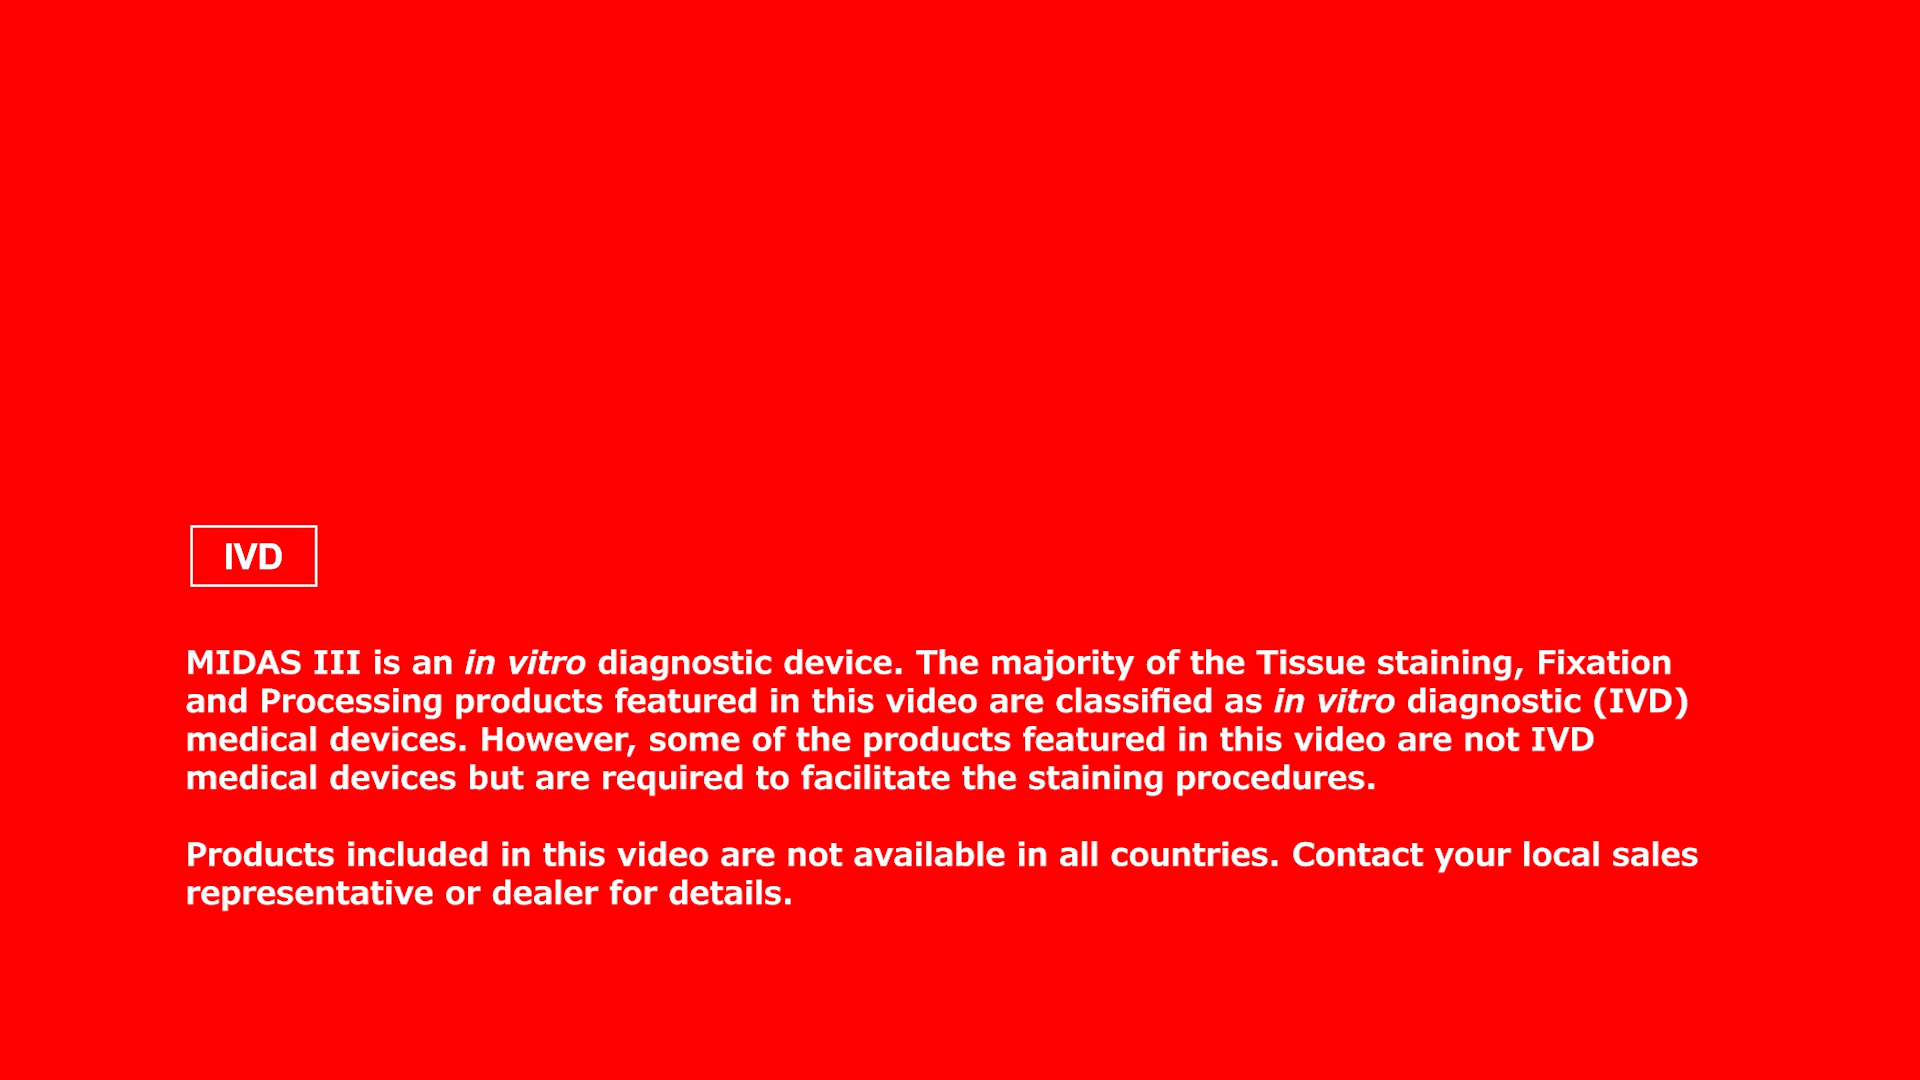 IVD
MIDAS III is an in vitro diagnostic device. The majority of the Tissue staining, Fixation
and Processing products featured in this video are classified as in vitro diagnostic (IVD)
medical devices. However, some of the products featured in this video are not IVD
medical devices but are required to facilitate the staining procedures.
Products included in this video are not available in all countries. Contact your local sales
representative or dealer for details.